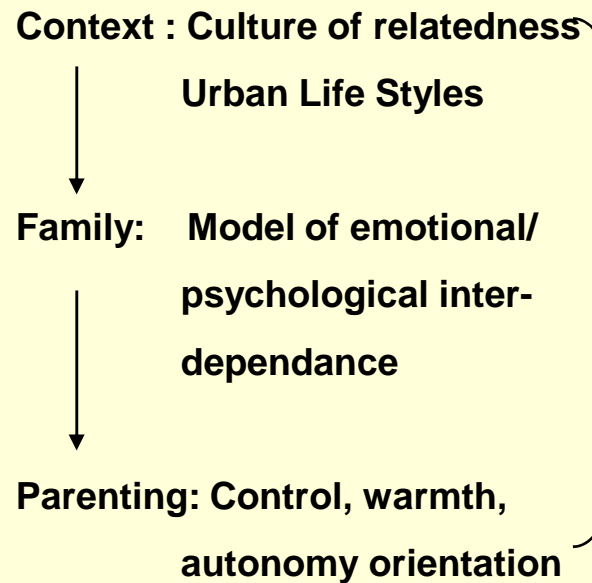 Context : Culture of relatedness
Urban Life Styles
Family: Model of emotional/
psychological inter-
dependance
Parenting: Control, warmth,
autonomy orientation